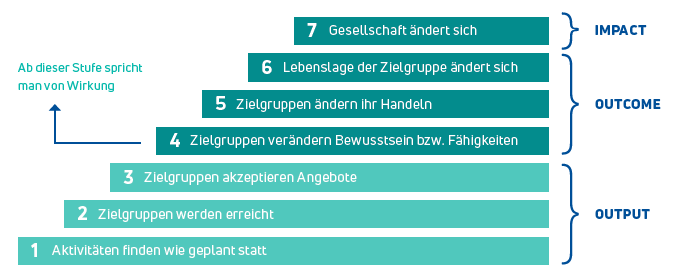 7 Gesellschaft ändert sich
IMPACT
6 Lebenslage der Zielgruppe ändert sich
Ab dieser Stufe spricht
man von Wirkung
5 Zielgruppen ändern ihr Handeln
OUTCOME
4 Zielgruppen verändern Bewusstsein bzw. Fähigkeiten
3 Zielgruppen akzeptieren Angebote
2 Zielgruppen werden erreicht
OUTPUT
1 Aktivitäten finden wie geplant statt